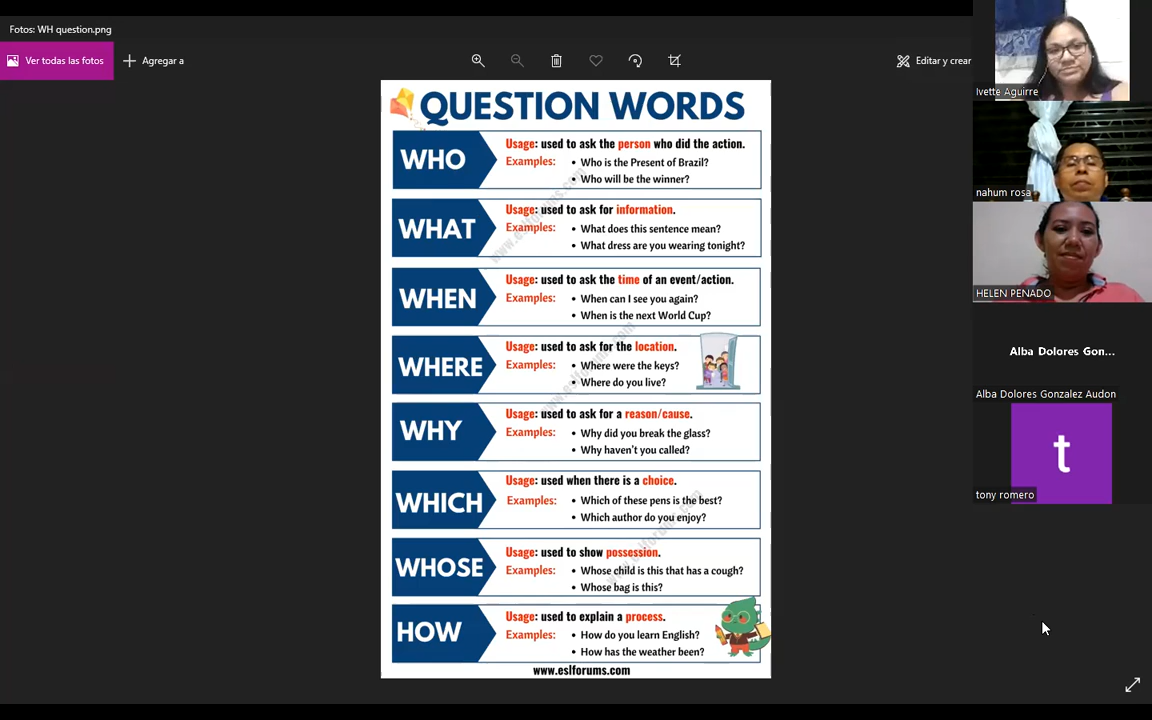 Fotos: WH question.png
Ver todas las fotos
Agregar a
Editar y crear
QUESTION WORDS
WHO
Usage: used to ask the person who did the action.
Examples:
• Who is the Present of Brazil?
• Who will be the winner?
WHAT
Usage: used to ask for information.
Examples:
• What does this sentence mean?
• What dress are you wearing tonight?
WHEN
Usage: used to ask the time of an event/action.
Examples:
• When can I see you again?
• When is the next World Cup?
WHERE
Usage: used to ask for the location.
Examples:
• Where were the keys?
• Where do you live?
WHY
Usage: used to ask for a reason/cause.
Examples:
• Why did you break the glass?
• Why haven't you called?
WHICH
Usage: used when there is a choice.
Examples:
• Which of these pens is the best?
• Which author do you enjoy?
WHOSE
Usage: used to show possession.
Examples:
• Whose child is this that has a cough?
• Whose bag is this?
HOW
Usage: used to explain a process.
Examples:
• How do you learn English?
• How has the weather been?
www.eslforums.com
www.eslforums.com
www.eslforums.com
www.eslforums.com
Ivette Aguirre
nahum rosa
HELEN PENADO
Alba Dolores Gon...
Alba Dolores Gonzalez Audon
t
tony romero